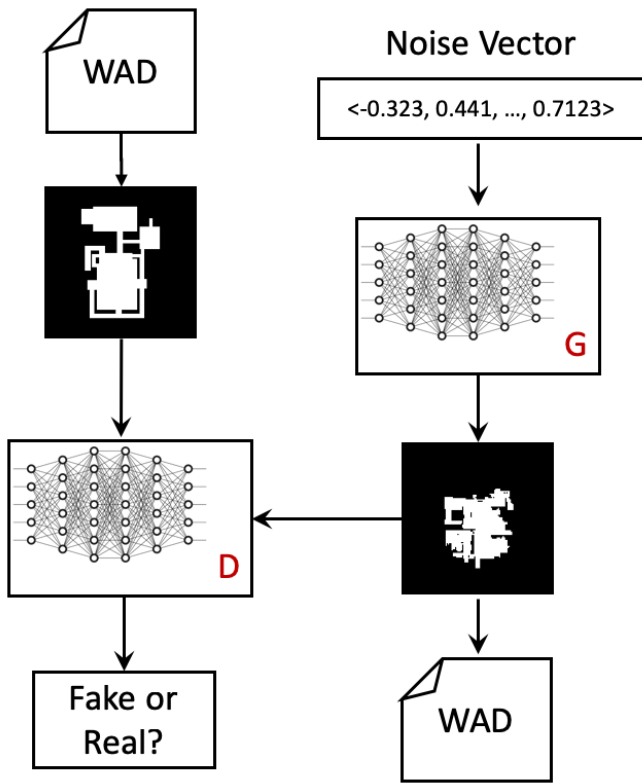 WAD
Noise Vector
<-0.323, 0.441, ..., 0.7123>
G
D
Fake or
Real?
WAD